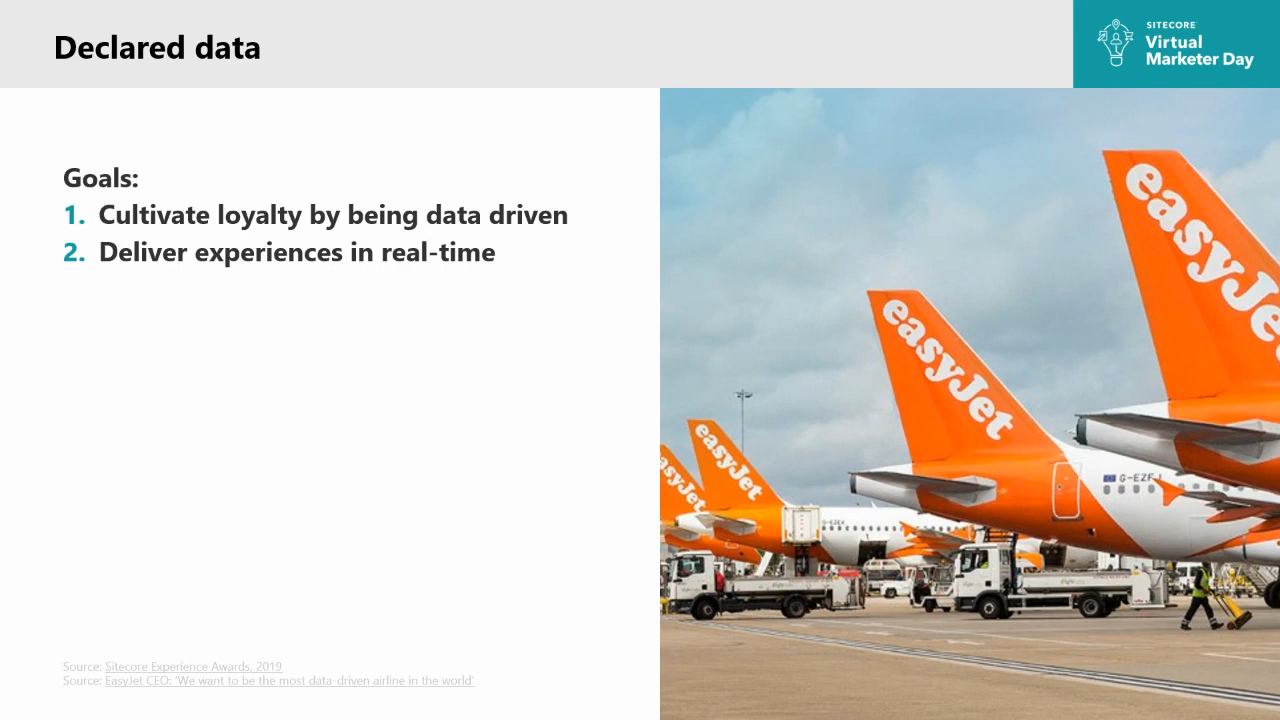 Declared data
SITECORE
Virtual
Marketer Day
Goals:
1. Cultivate loyalty by being data driven
2. Deliver experiences in real-time
easyJet
easyJet
easyJet
easyJet
G-EZF
Source: Sitecore Experience Awards, 2019
Source: EasyJet CEO: 'We want to be the most data-driven airline in the world'